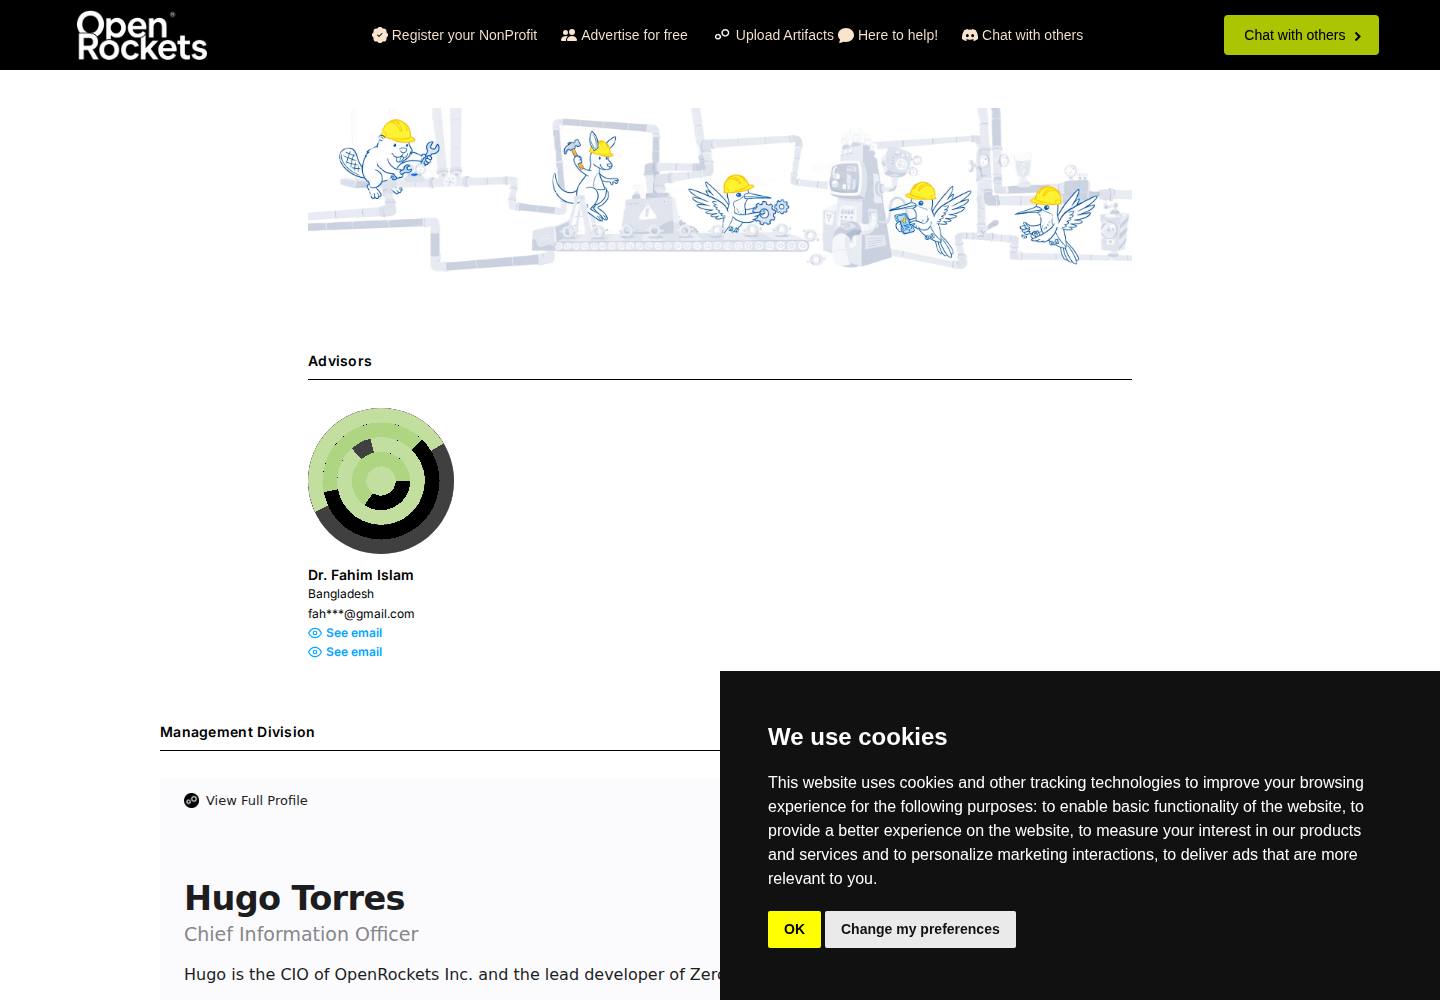 Open
Rockets
Register your NonProfit
Advertise for free
Upload Artifacts
Here to help!
Chat with others
Chat with others
Advisors
Dr. Fahim Islam
Bangladesh
fah***@gmail.com
See email
See email
Management Division
View Full Profile
Hugo Torres
Chief Information Officer
Hugo is the CIO of OpenRockets Inc. and the lead developer of
We use cookies
This website uses cookies and other tracking technologies to improve your browsing
experience for the following purposes: to enable basic functionality of the website, to
provide a better experience on the website, to measure your interest in our products
and services and to personalize marketing interactions, to deliver ads that are more
relevant to you.
OK
Change my preferences